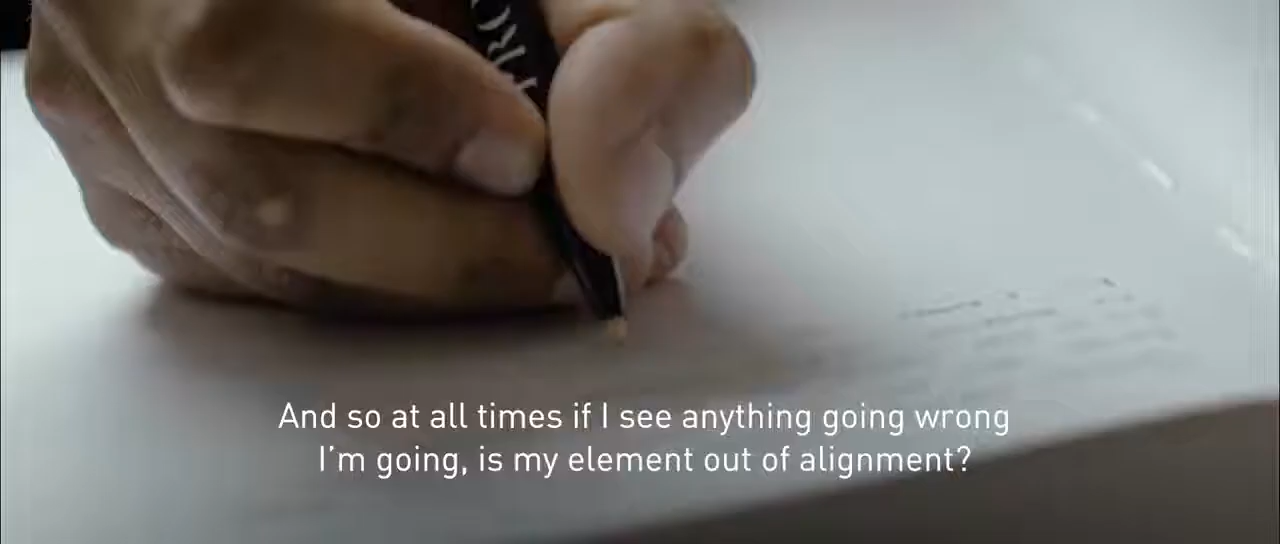 And so at all times if I see anything going wrong
I'm going, is my element out of alignment?